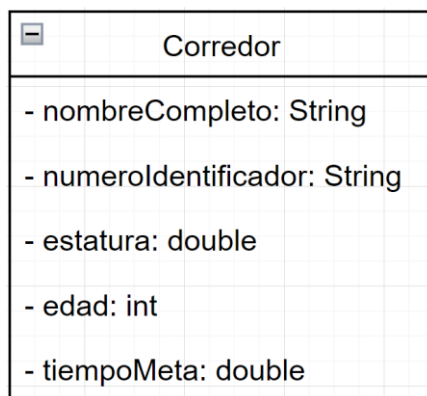 Corredor
- nombreCompleto: String
- numeroIdentificador: String
- estatura: double
- edad: int
- tiempoMeta: double